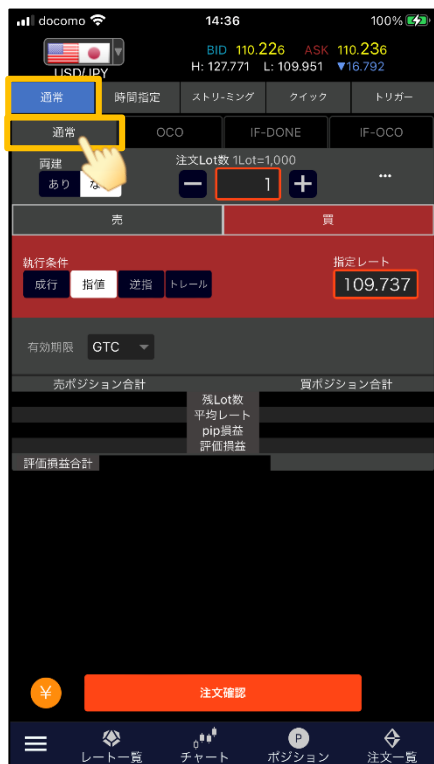 docomo 14:36 100%
USD/JPY BID 110.226 ASK 110.236
H: 127.771 L: 109.951 ▼16.792
通常 時間指定 ストリーミング クイック トリガー
通常 OCO IF-DONE IF-OCO
両建 注文Lot数 1Lot=1,000
あり な − 1 + ...
売 買
執行条件 指定レート
成行 指値 逆指 トレール 109.737
有効期限 GTC
売ポジション合計 買ポジション合計
残Lot数
平均レート
pip損益
評価損益
評価損益合計
¥ 注文確認
P
レート一覧 チャート ポジション 注文一覧